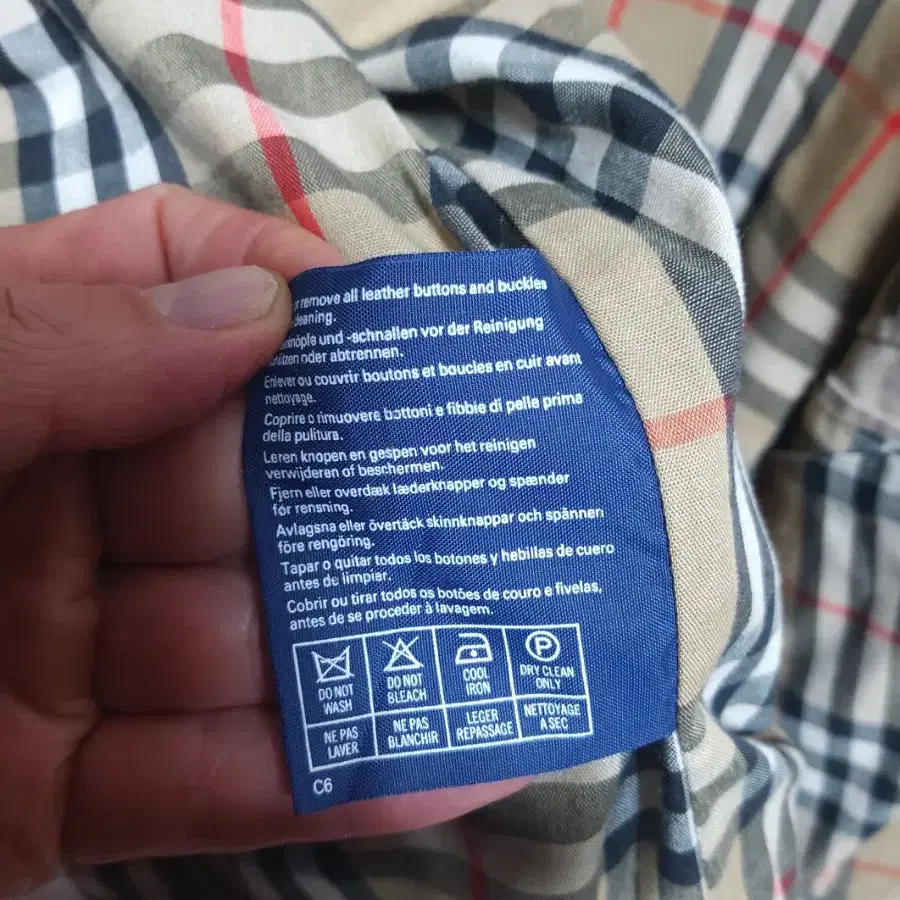 remove all leather buttons and buckles
cleaning.
knöpfe und -schnallen vor der Reinigung
oder abtrennen.
Enlever ou couvrir boutons et boucles en cuir avant
nettoyage.
Coprire o rimuovere bottoni e fibbie di pelle prima
della pulitura.
Leren knopen en gespen voor het reinigen
verwijderen of beschermen.
Fjern eller overdæk læderknapper og spænder
för rensning.
Avlagsna eller övertäck skinnknappar och spännen
före rengöring.
Tapar o quitar todos los botones y hebillas de cuero
antes de limpiar.
Cobrir ou tirar todos os botões de couro e fivelas,
antes de se proceder à lavagem.
P
DO NOT WASH
DO NOT BLEACH
COOL IRON
DRY CLEAN ONLY
NE PAS LAVER
NE PAS BLANCHIR
LEGER REPASSAGE
NETTOYAGE A SEC
C6